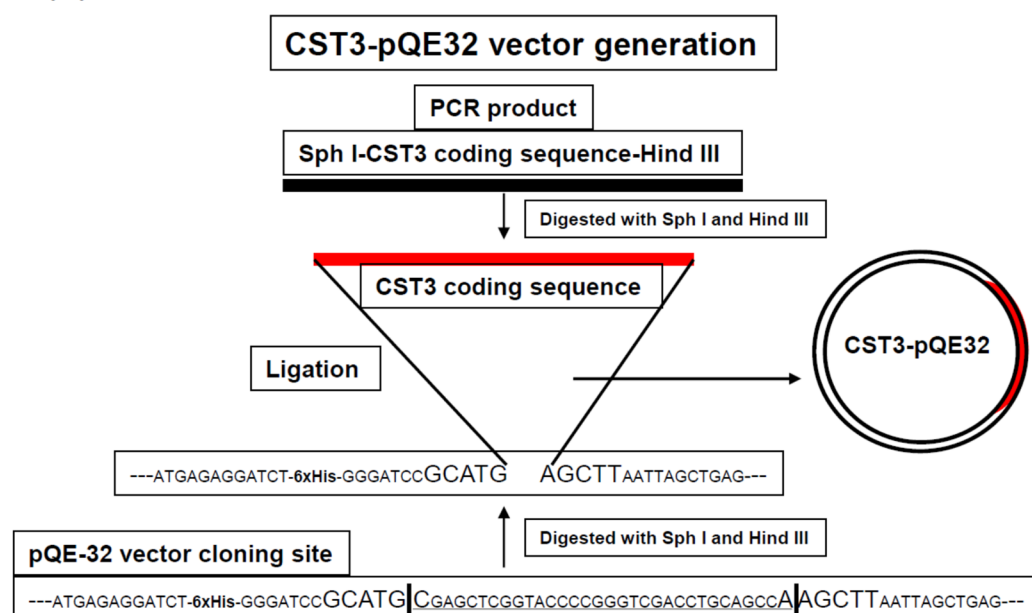 CST3-pQE32 vector generation
PCR product
Sph I-CST3 coding sequence-Hind III
Digested with Sph I and Hind III
CST3 coding sequence
CST3-pQE32
Ligation
---ATGAGAGGATCT-6xHis-GGGATCCGCATG AGCTTAATTAGCTGAG---
Digested with Sph I and Hind III
pQE-32 vector cloning site
---ATGAGAGGATCT-6xHis-GGGATCCGCATG|CGAGCTCGGTACCCCGGGTCGACCTGCAGCCA|AGCTTAATTAGCTGAG---